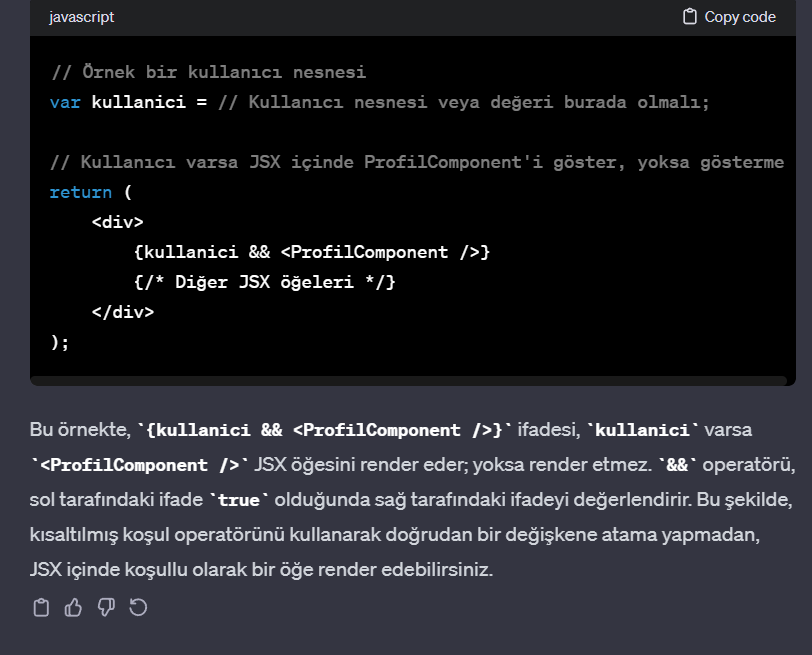 javascript
Copy code
// Örnek bir kullanıcı nesnesi
var kullanici = // Kullanıcı nesnesi veya değeri burada olmalı;
// Kullanıcı varsa JSX içinde ProfilComponent'i göster, yoksa gösterme
return (
    <div>
        {kullanici && <ProfilComponent />}
        {/* Diğer JSX öğeleri */}
    </div>
);
Bu örnekte, `{kullanici && <ProfilComponent />}` ifadesi, `kullanici` varsa
`<ProfilComponent />` JSX öğesini render eder; yoksa render etmez. `&&` operatörü,
sol tarafındaki ifade `true` olduğunda sağ tarafındaki ifadeyi değerlendirir. Bu şekilde,
kısaltılmış koşul operatörünü kullanarak doğrudan bir değişkene atama yapmadan,
JSX içinde koşullu olarak bir öğe render edebilirsiniz.